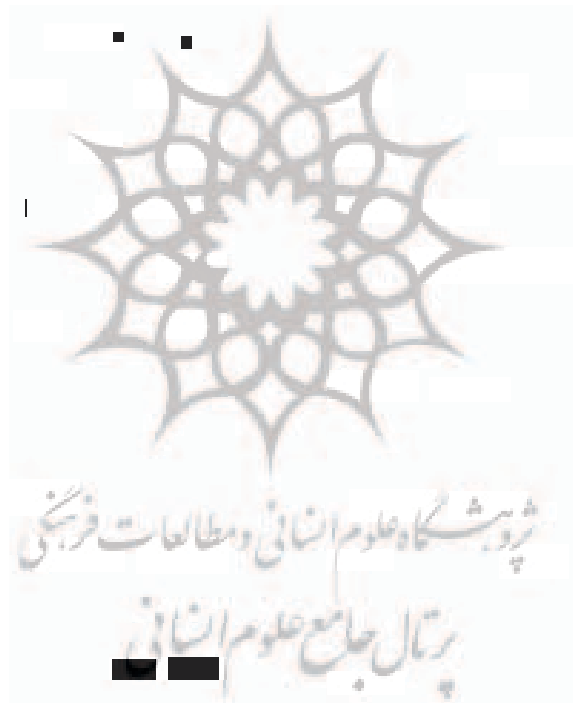 پژوهشگاه علوم انسانی و مطالعات فرهنگی
پرتال جامع علوم انسانی